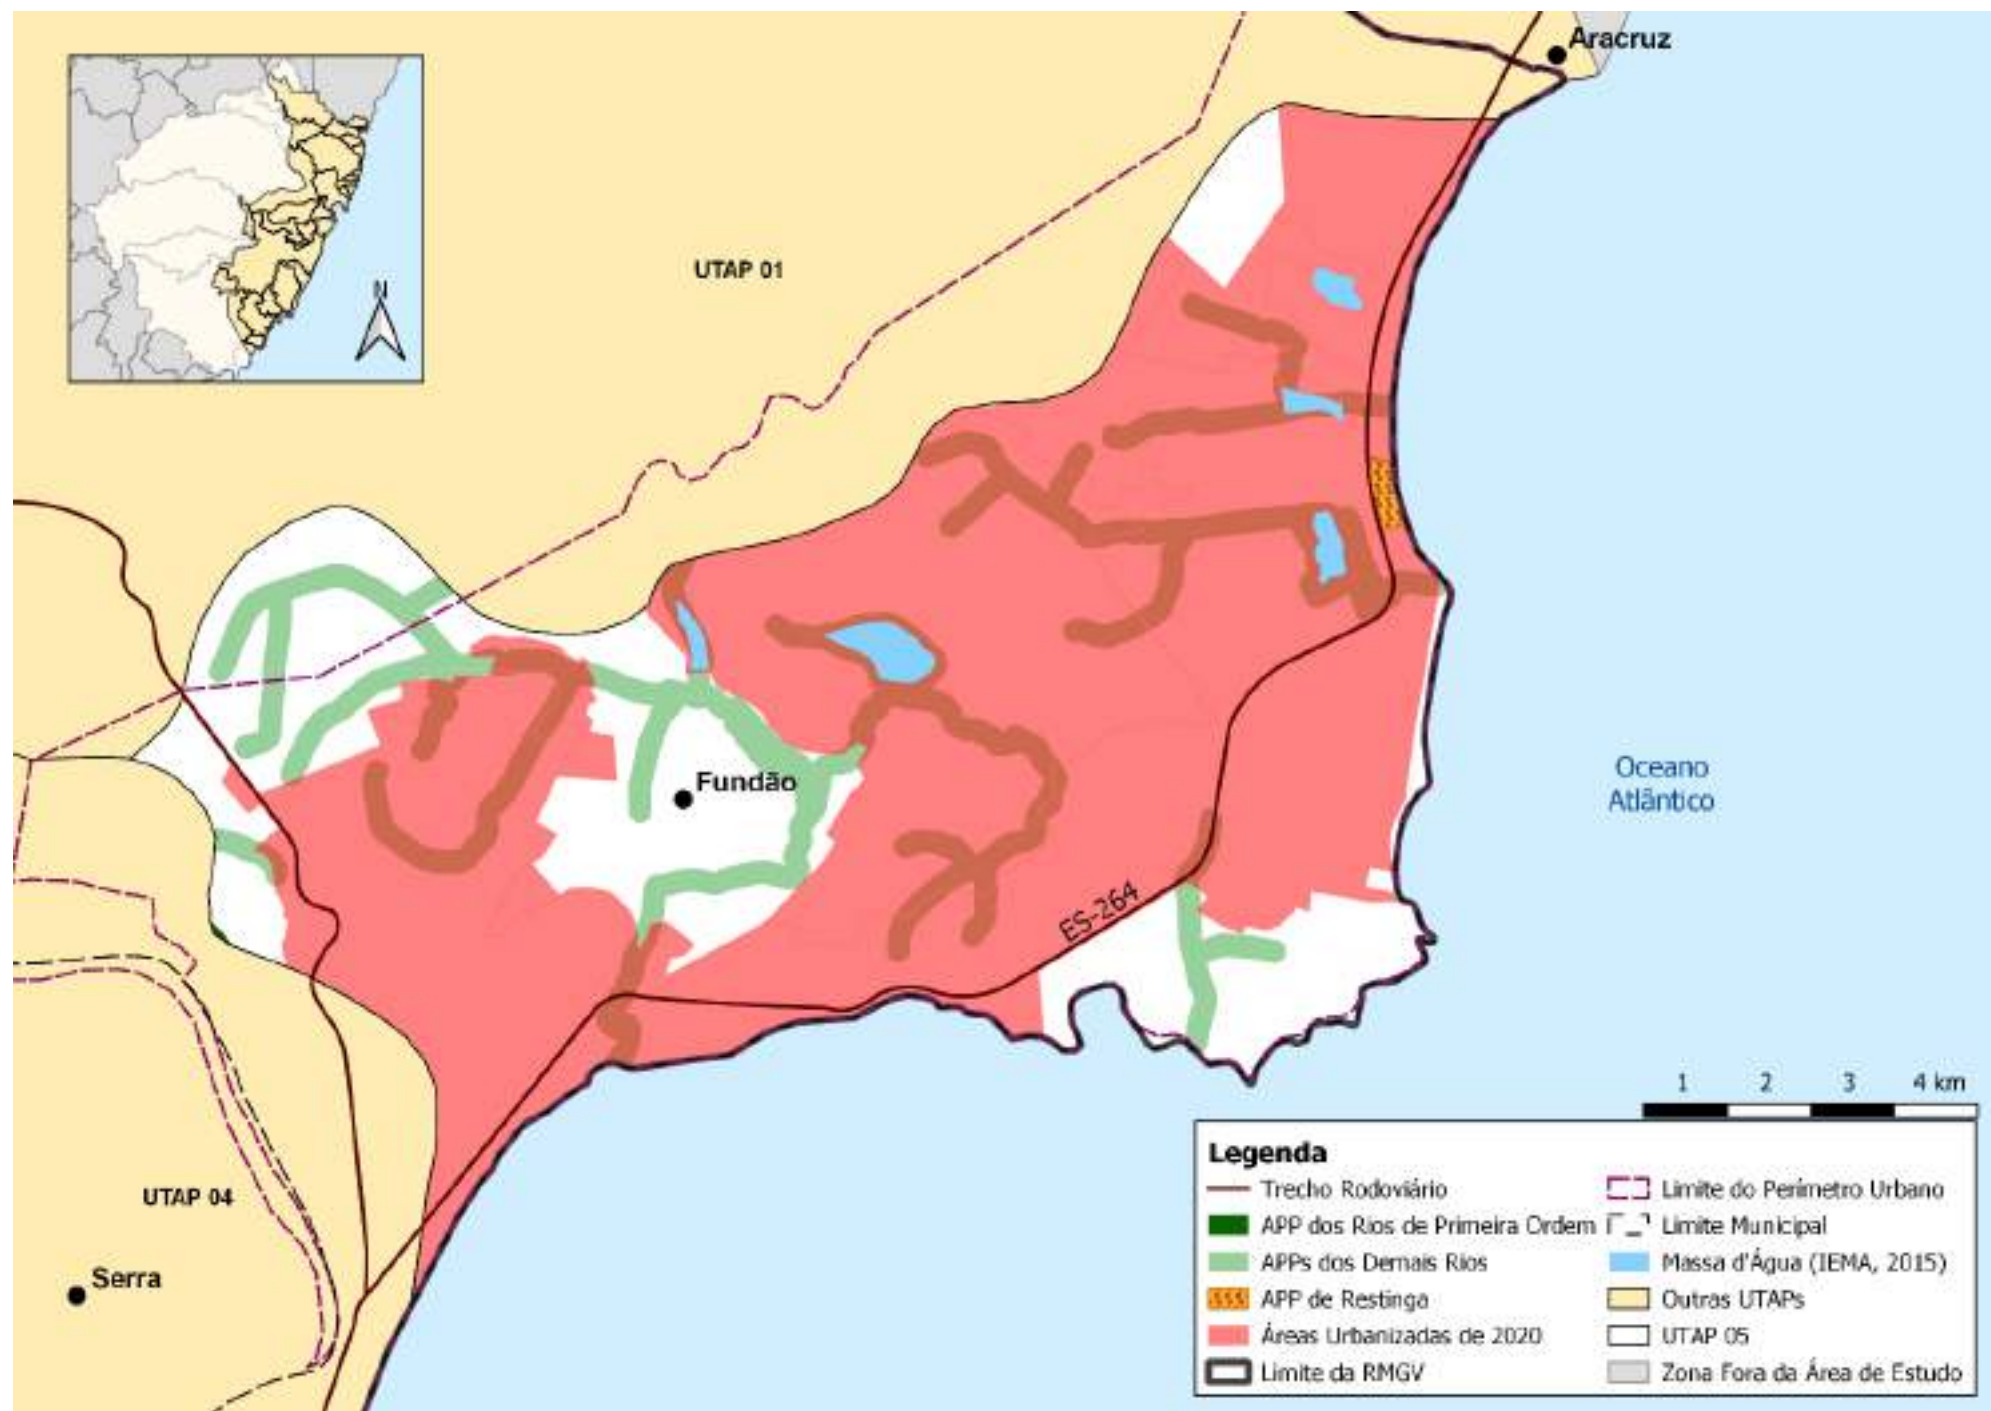 Aracruz
N
UTAP 01
Fundão
Oceano
Atlântico
ES-264
UTAP 04
Serra
1 2 3 4 km
Legenda
Trecho Rodoviário
APP dos Rios de Primeira Ordem
APPs dos Demais Rios
APP de Restinga
Áreas Urbanizadas de 2020
Limite da RMGV
Limite do Perímetro Urbano
Limite Municipal
Massa d'Água (IEMA, 2015)
Outras UTAPs
UTAP 05
Zona Fora da Área de Estudo